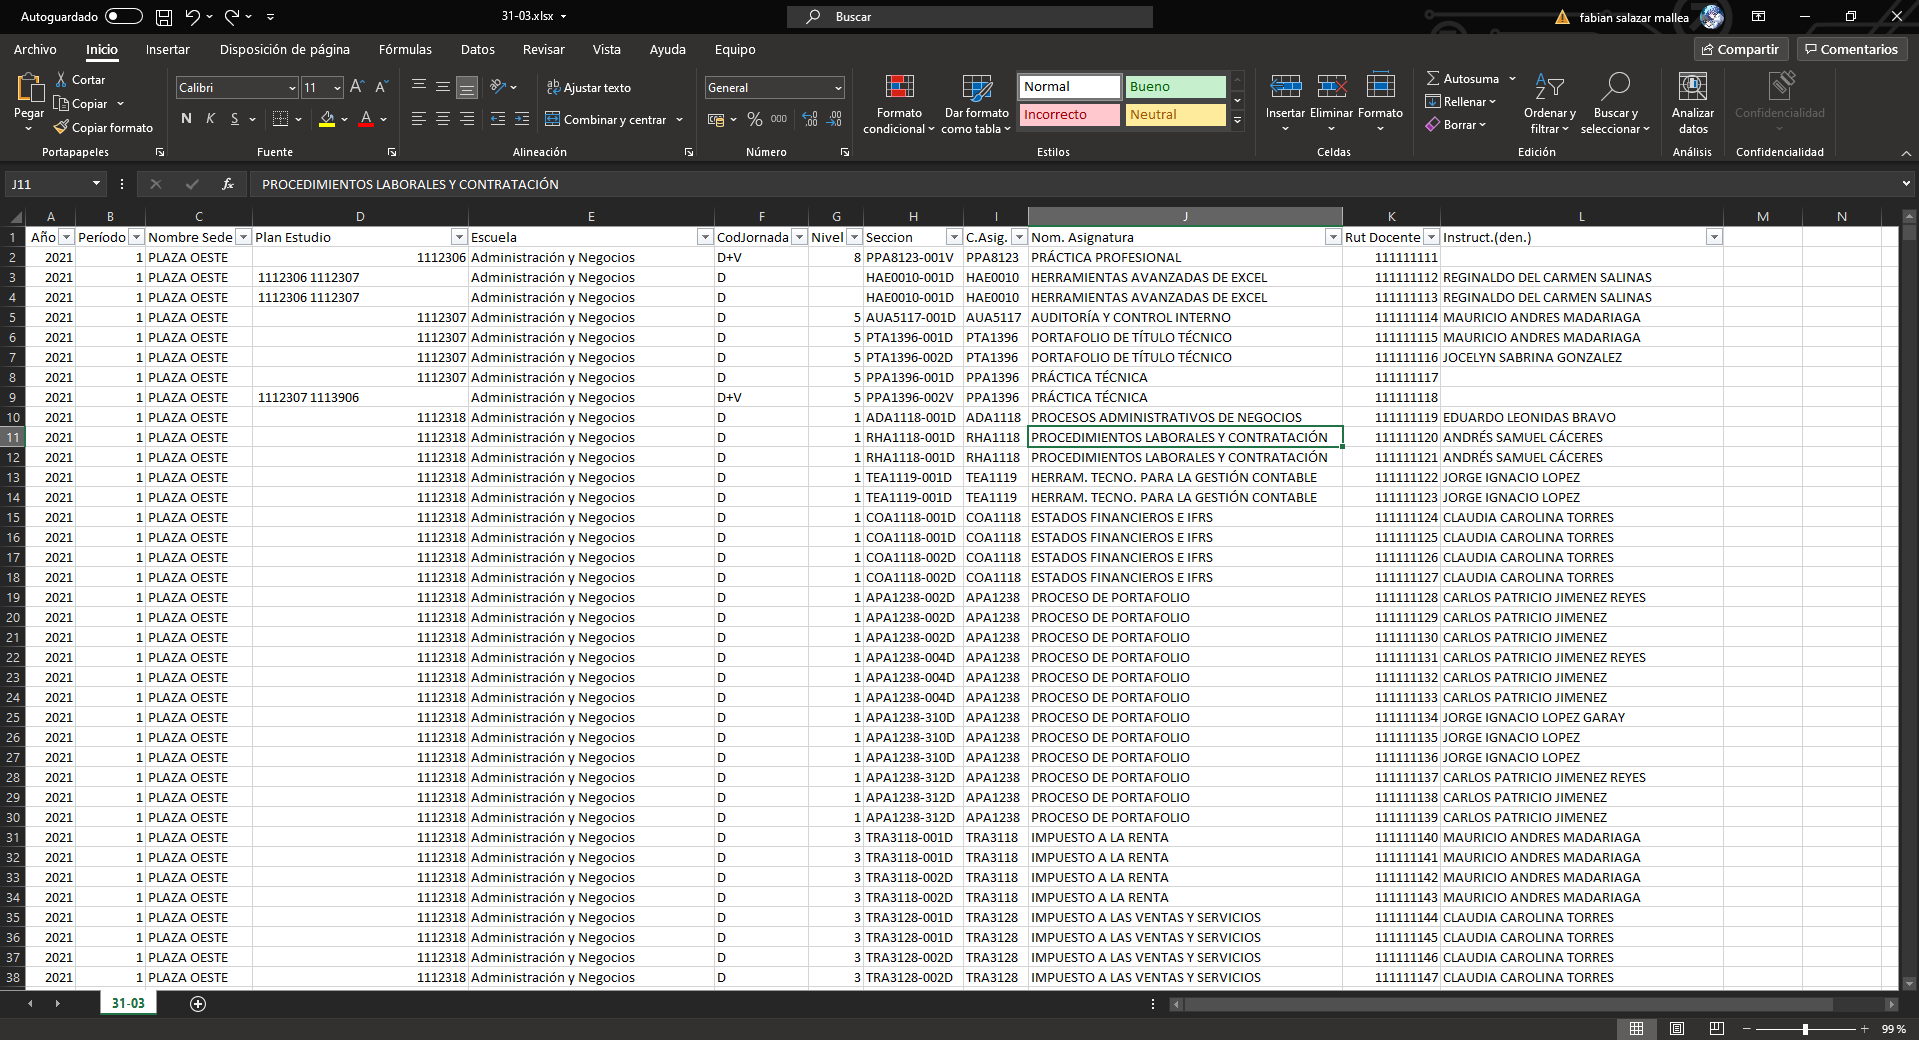 Autoguardado 31-03.xlsx Buscar fabian salazar mallea
Archivo Inicio Insertar Disposición de página Fórmulas Datos Revisar Vista Ayuda Equipo Compartir Comentarios
Pegar Cortar Copiar Copiar formato Portapapeles
Calibri 11 N K S Fuente
Ajustar texto Combinar y centrar Alineación
General % 000 Número
Formato condicional Dar formato como tabla Normal Bueno Incorrecto Neutral Estilos
Insertar Eliminar Formato Celdas
Autosuma Rellenar Borrar Ordenar y filtrar Buscar y seleccionar Edición
Analizar datos Análisis
Confidencialidad Confidencialidad
J11 fx PROCEDIMIENTOS LABORALES Y CONTRATACIÓN
A B C D E F G H I J K L M N
1 Año Período Nombre Sede Plan Estudio Escuela CodJornada Nivel Seccion C.Asig. Nom. Asignatura Rut Docente Instruct.(den.)
2 2021 1 PLAZA OESTE 1112306 Administración y Negocios D+V 8 PPA8123-001V PPA8123 PRÁCTICA PROFESIONAL 111111111
3 2021 1 PLAZA OESTE 1112306 1112307 Administración y Negocios D HAE0010-001D HAE0010 HERRAMIENTAS AVANZADAS DE EXCEL 111111112 REGINALDO DEL CARMEN SALINAS
4 2021 1 PLAZA OESTE 1112306 1112307 Administración y Negocios D HAE0010-001D HAE0010 HERRAMIENTAS AVANZADAS DE EXCEL 111111113 REGINALDO DEL CARMEN SALINAS
5 2021 1 PLAZA OESTE 1112307 Administración y Negocios D 5 AUA5117-001D AUA5117 AUDITORÍA Y CONTROL INTERNO 111111114 MAURICIO ANDRES MADARIAGA
6 2021 1 PLAZA OESTE 1112307 Administración y Negocios D 5 PTA1396-001D PTA1396 PORTAFOLIO DE TÍTULO TÉCNICO 111111115 MAURICIO ANDRES MADARIAGA
7 2021 1 PLAZA OESTE 1112307 Administración y Negocios D 5 PTA1396-002D PTA1396 PORTAFOLIO DE TÍTULO TÉCNICO 111111116 JOCELYN SABRINA GONZALEZ
8 2021 1 PLAZA OESTE 1112307 Administración y Negocios D 5 PPA1396-001D PPA1396 PRÁCTICA TÉCNICA 111111117
9 2021 1 PLAZA OESTE 1112307 1113906 Administración y Negocios D+V 5 PPA1396-002V PPA1396 PRÁCTICA TÉCNICA 111111118
10 2021 1 PLAZA OESTE 1112318 Administración y Negocios D 1 ADA1118-001D ADA1118 PROCESOS ADMINISTRATIVOS DE NEGOCIOS 111111119 EDUARDO LEONIDAS BRAVO
11 2021 1 PLAZA OESTE 1112318 Administración y Negocios D 1 RHA1118-001D RHA1118 PROCEDIMIENTOS LABORALES Y CONTRATACIÓN 111111120 ANDRÉS SAMUEL CÁCERES
12 2021 1 PLAZA OESTE 1112318 Administración y Negocios D 1 RHA1118-001D RHA1118 PROCEDIMIENTOS LABORALES Y CONTRATACIÓN 111111121 ANDRÉS SAMUEL CÁCERES
13 2021 1 PLAZA OESTE 1112318 Administración y Negocios D 1 TEA1119-001D TEA1119 HERRAM. TECNO. PARA LA GESTIÓN CONTABLE 111111122 JORGE IGNACIO LOPEZ
14 2021 1 PLAZA OESTE 1112318 Administración y Negocios D 1 TEA1119-001D TEA1119 HERRAM. TECNO. PARA LA GESTIÓN CONTABLE 111111123 JORGE IGNACIO LOPEZ
15 2021 1 PLAZA OESTE 1112318 Administración y Negocios D 1 COA1118-001D COA1118 ESTADOS FINANCIEROS E IFRS 111111124 CLAUDIA CAROLINA TORRES
16 2021 1 PLAZA OESTE 1112318 Administración y Negocios D 1 COA1118-001D COA1118 ESTADOS FINANCIEROS E IFRS 111111125 CLAUDIA CAROLINA TORRES
17 2021 1 PLAZA OESTE 1112318 Administración y Negocios D 1 COA1118-002D COA1118 ESTADOS FINANCIEROS E IFRS 111111126 CLAUDIA CAROLINA TORRES
18 2021 1 PLAZA OESTE 1112318 Administración y Negocios D 1 COA1118-002D COA1118 ESTADOS FINANCIEROS E IFRS 111111127 CLAUDIA CAROLINA TORRES
19 2021 1 PLAZA OESTE 1112318 Administración y Negocios D 1 APA1238-002D APA1238 PROCESO DE PORTAFOLIO 111111128 CARLOS PATRICIO JIMENEZ REYES
20 2021 1 PLAZA OESTE 1112318 Administración y Negocios D 1 APA1238-002D APA1238 PROCESO DE PORTAFOLIO 111111129 CARLOS PATRICIO JIMENEZ
21 2021 1 PLAZA OESTE 1112318 Administración y Negocios D 1 APA1238-002D APA1238 PROCESO DE PORTAFOLIO 111111130 CARLOS PATRICIO JIMENEZ
22 2021 1 PLAZA OESTE 1112318 Administración y Negocios D 1 APA1238-004D APA1238 PROCESO DE PORTAFOLIO 111111131 CARLOS PATRICIO JIMENEZ REYES
23 2021 1 PLAZA OESTE 1112318 Administración y Negocios D 1 APA1238-004D APA1238 PROCESO DE PORTAFOLIO 111111132 CARLOS PATRICIO JIMENEZ
24 2021 1 PLAZA OESTE 1112318 Administración y Negocios D 1 APA1238-004D APA1238 PROCESO DE PORTAFOLIO 111111133 CARLOS PATRICIO JIMENEZ
25 2021 1 PLAZA OESTE 1112318 Administración y Negocios D 1 APA1238-310D APA1238 PROCESO DE PORTAFOLIO 111111134 JORGE IGNACIO LOPEZ GARAY
26 2021 1 PLAZA OESTE 1112318 Administración y Negocios D 1 APA1238-310D APA1238 PROCESO DE PORTAFOLIO 111111135 JORGE IGNACIO LOPEZ
27 2021 1 PLAZA OESTE 1112318 Administración y Negocios D 1 APA1238-310D APA1238 PROCESO DE PORTAFOLIO 111111136 JORGE IGNACIO LOPEZ
28 2021 1 PLAZA OESTE 1112318 Administración y Negocios D 1 APA1238-312D APA1238 PROCESO DE PORTAFOLIO 111111137 CARLOS PATRICIO JIMENEZ REYES
29 2021 1 PLAZA OESTE 1112318 Administración y Negocios D 1 APA1238-312D APA1238 PROCESO DE PORTAFOLIO 111111138 CARLOS PATRICIO JIMENEZ
30 2021 1 PLAZA OESTE 1112318 Administración y Negocios D 1 APA1238-312D APA1238 PROCESO DE PORTAFOLIO 111111139 CARLOS PATRICIO JIMENEZ
31 2021 1 PLAZA OESTE 1112318 Administración y Negocios D 3 TRA3118-001D TRA3118 IMPUESTO A LA RENTA 111111140 MAURICIO ANDRES MADARIAGA
32 2021 1 PLAZA OESTE 1112318 Administración y Negocios D 3 TRA3118-001D TRA3118 IMPUESTO A LA RENTA 111111141 MAURICIO ANDRES MADARIAGA
33 2021 1 PLAZA OESTE 1112318 Administración y Negocios D 3 TRA3118-002D TRA3118 IMPUESTO A LA RENTA 111111142 MAURICIO ANDRES MADARIAGA
34 2021 1 PLAZA OESTE 1112318 Administración y Negocios D 3 TRA3118-002D TRA3118 IMPUESTO A LA RENTA 111111143 MAURICIO ANDRES MADARIAGA
35 2021 1 PLAZA OESTE 1112318 Administración y Negocios D 3 TRA3128-001D TRA3128 IMPUESTO A LAS VENTAS Y SERVICIOS 111111144 CLAUDIA CAROLINA TORRES
36 2021 1 PLAZA OESTE 1112318 Administración y Negocios D 3 TRA3128-001D TRA3128 IMPUESTO A LAS VENTAS Y SERVICIOS 111111145 CLAUDIA CAROLINA TORRES
37 2021 1 PLAZA OESTE 1112318 Administración y Negocios D 3 TRA3128-002D TRA3128 IMPUESTO A LAS VENTAS Y SERVICIOS 111111146 CLAUDIA CAROLINA TORRES
38 2021 1 PLAZA OESTE 1112318 Administración y Negocios D 3 TRA3128-002D TRA3128 IMPUESTO A LAS VENTAS Y SERVICIOS 111111147 CLAUDIA CAROLINA TORRES
31-03
99 %